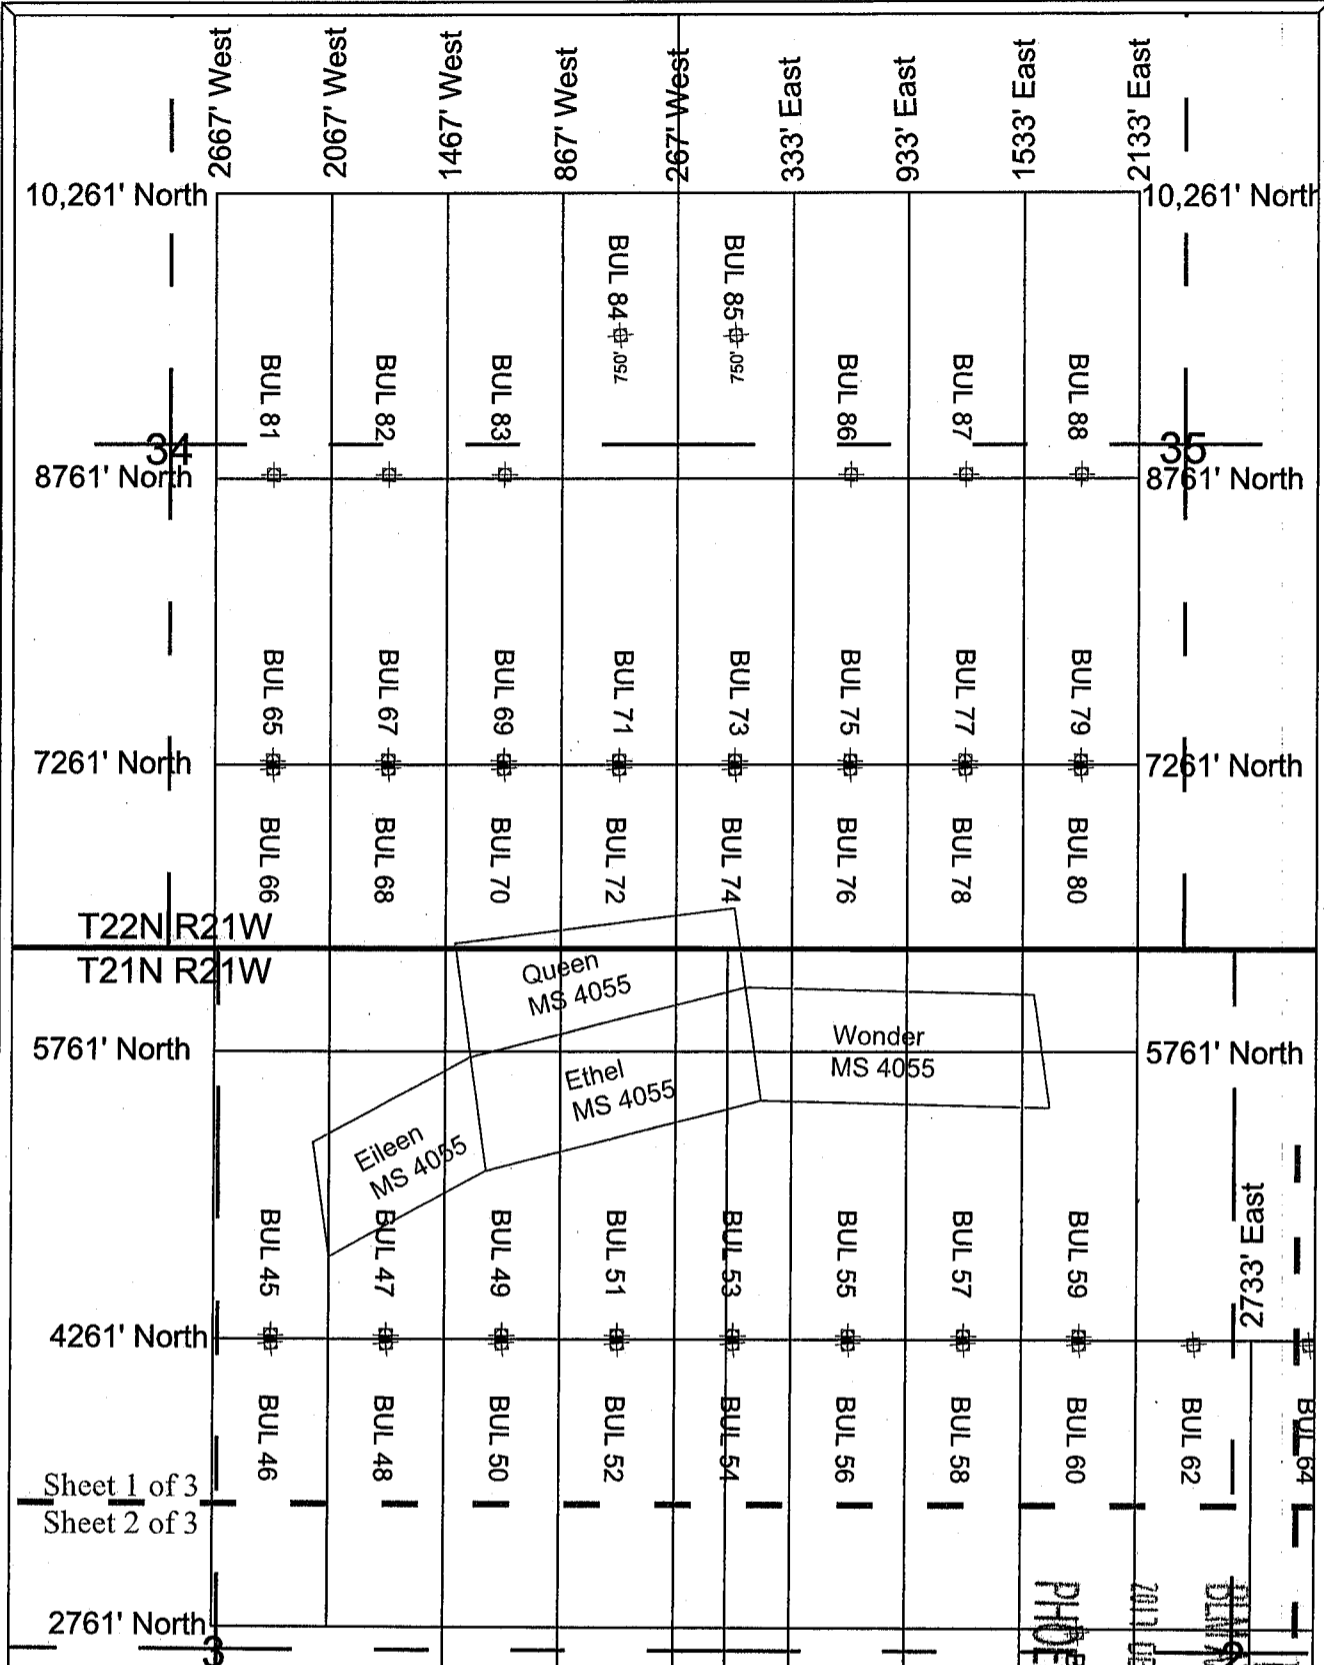 2667' West
2067' West
1467' West
867' West
267' West
333' East
933' East
1533' East
2133' East
10,261' North
10,261' North
BUL 84
750'
BUL 85
750'
BUL 81
BUL 82
BUL 83
BUL 86
BUL 87
BUL 88
34
35
8761' North
8761' North
BUL 65
BUL 67
BUL 69
BUL 71
BUL 73
BUL 75
BUL 77
BUL 79
7261' North
7261' North
BUL 66
BUL 68
BUL 70
BUL 72
BUL 74
BUL 76
BUL 78
BUL 80
T22N R21W
T21N R21W
Queen
MS 4055
Wonder
MS 4055
5761' North
5761' North
Ethel
MS 4055
Eileen
MS 4055
2733' East
BUL 45
BUL 47
BUL 49
BUL 51
BUL 53
BUL 55
BUL 57
BUL 59
4261' North
BUL 46
BUL 48
BUL 50
BUL 52
BUL 54
BUL 56
BUL 58
BUL 60
BUL 62
BUL 64
Sheet 1 of 3
Sheet 2 of 3
2761' North
3
2